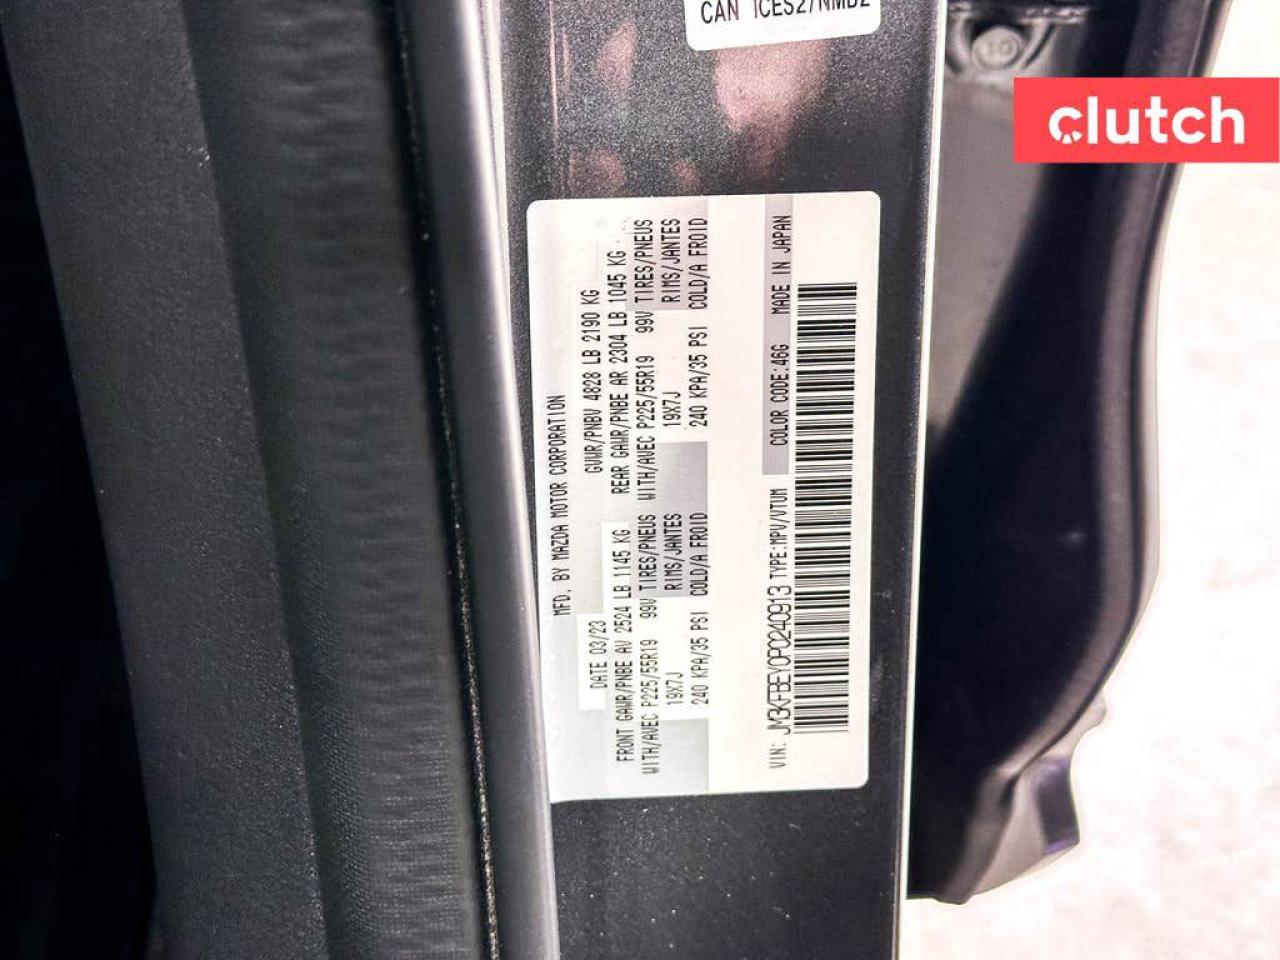 CAN ICES2/NMB2
clutch
MFD. BY MAZDA MOTOR CORPORATION
DATE 03/23 GVWR/PNBV 4828 LB 2190 KG
FRONT GAWR/PNBE AV 2524 LB 1145 KG REAR GAWR/PNBE AR 2304 LB 1045 KG
WITH/AVEC P225/55R19 99V TIRES/PNEUS WITH/AVEC P225/55R19 99V TIRES/PNEUS
19X7J RIMS/JANTES 19X7J RIMS/JANTES
240 KPA/35 PSI COLD/A FROID 240 KPA/35 PSI COLD/A FROID
VIN: JM3KFBEY0P0240913 TYPE:MPV/VTUM COLOR CODE:46G MADE IN JAPAN